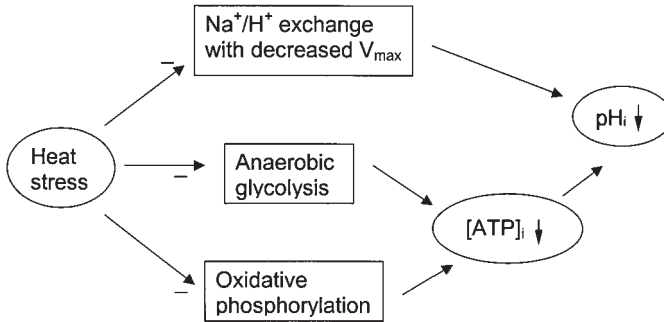 Na⁺/H⁺ exchange
with decreased Vₘₐₓ
–
pHᵢ ↓
Heat
stress
–
Anaerobic
glycolysis
[ATP]ᵢ ↓
–
Oxidative
phosphorylation